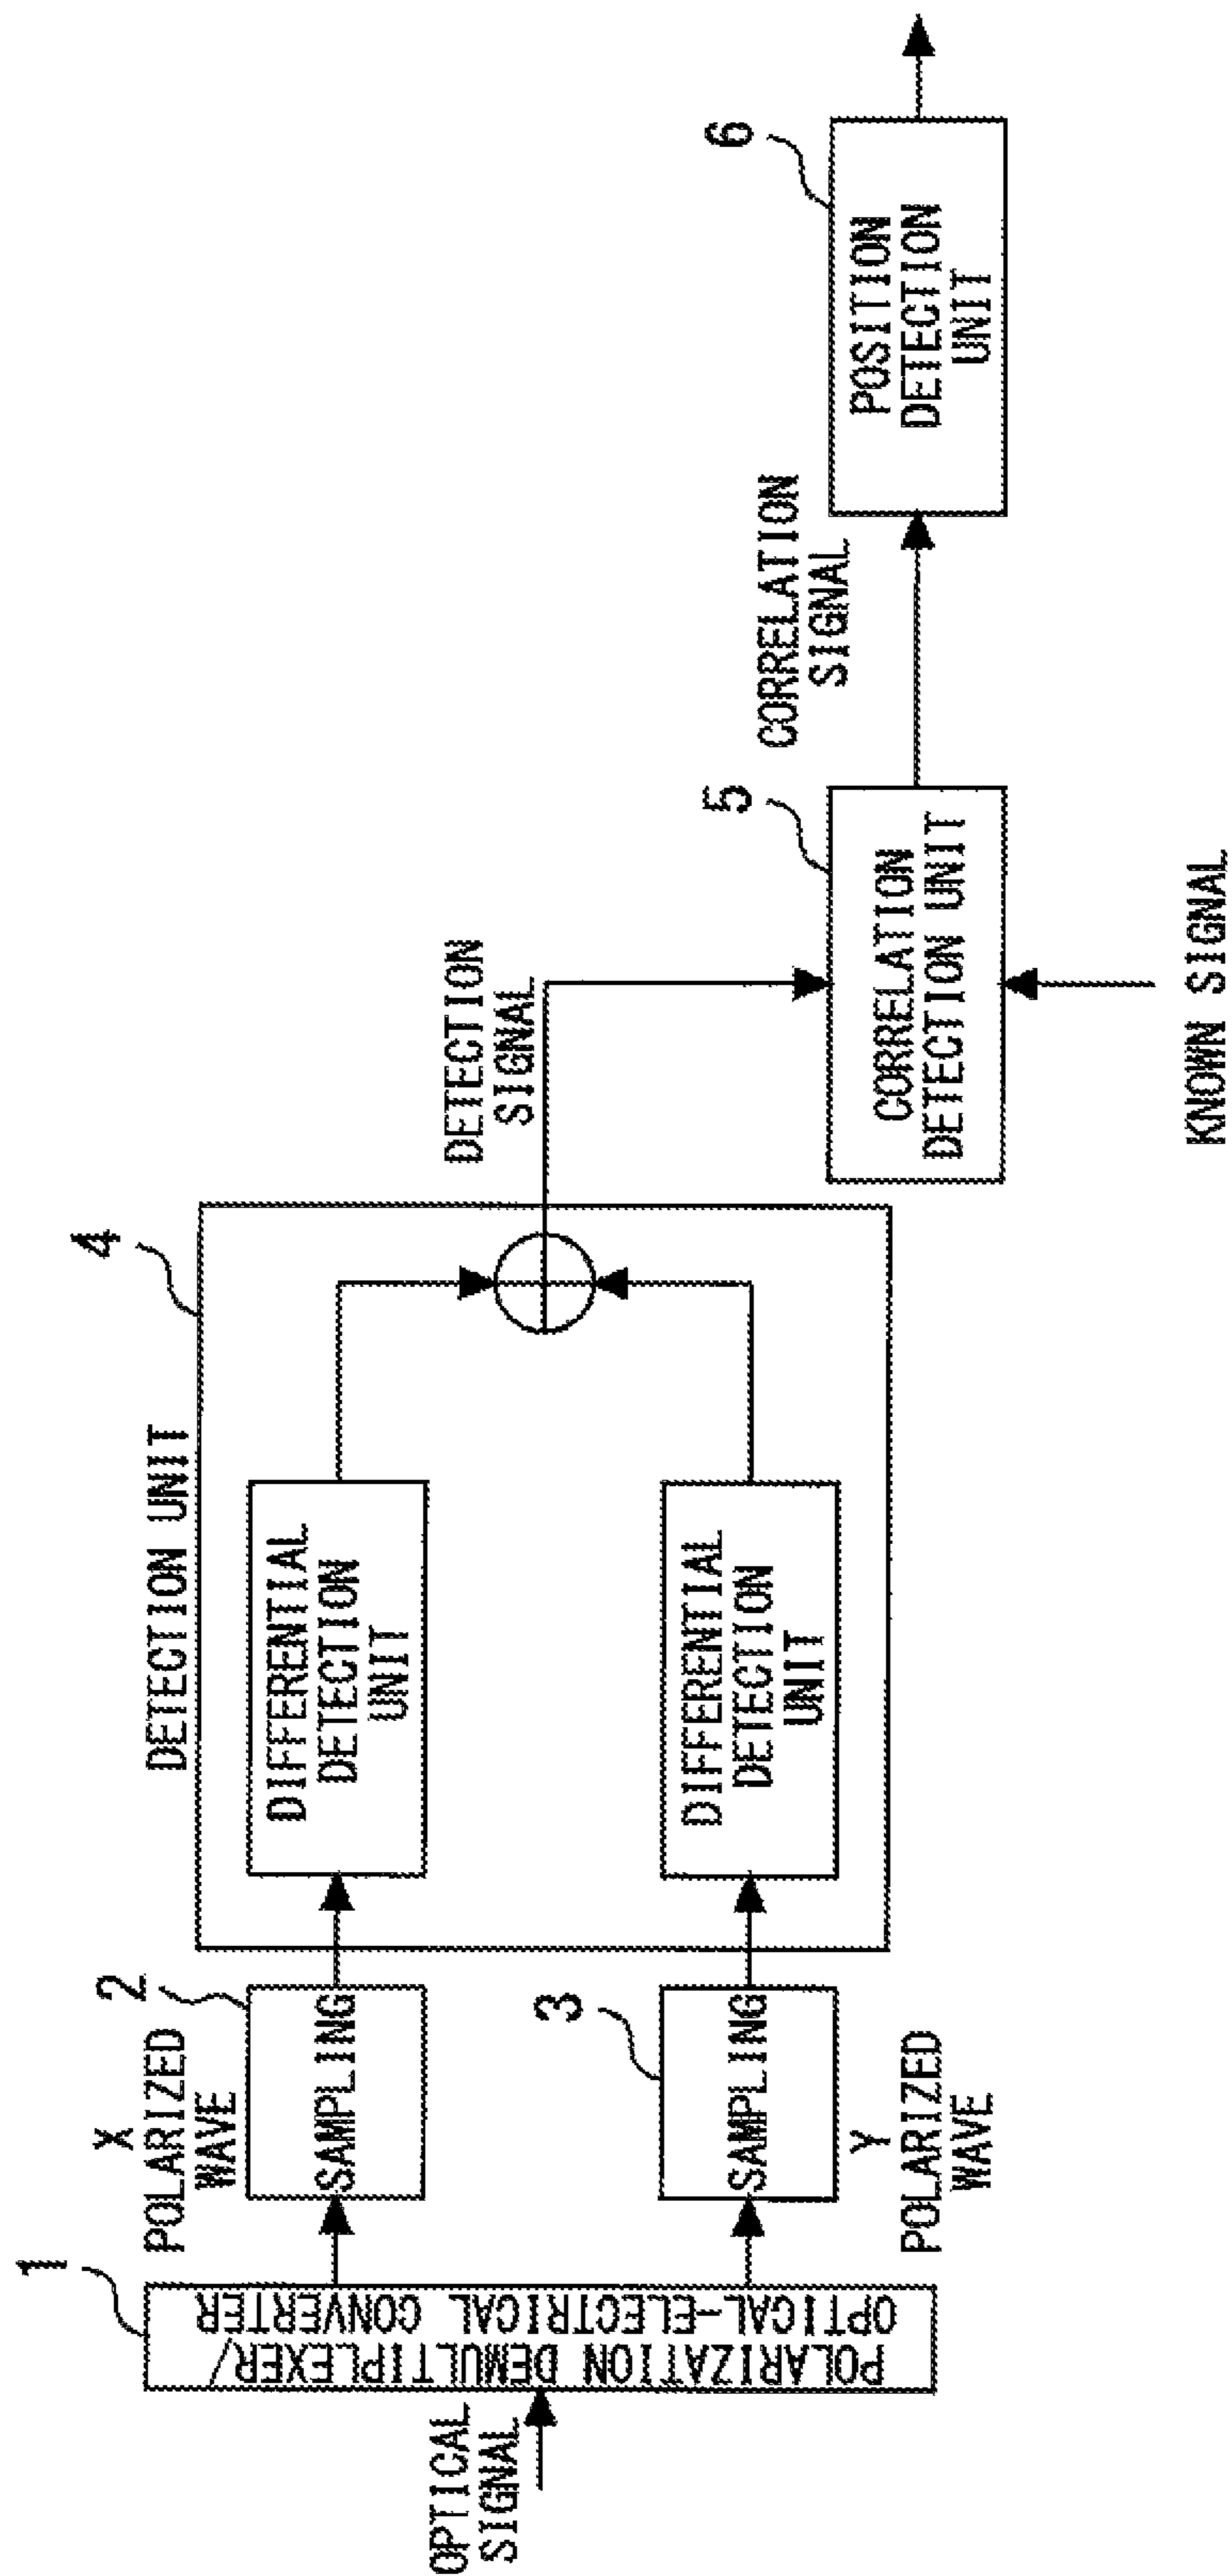 OPTICAL
SIGNAL
1
POLARIZATION DEMULTIPLEXER/
OPTICAL-ELECTRICAL CONVERTER
X
POLARIZED
WAVE
2
SAMPLING
3
SAMPLING
Y
POLARIZED
WAVE
DETECTION UNIT
4
DIFFERENTIAL
DETECTION
UNIT
DIFFERENTIAL
DETECTION
UNIT
DETECTION
SIGNAL
5
CORRELATION
DETECTION UNIT
KNOWN SIGNAL
CORRELATION
SIGNAL
6
POSITION
DETECTION
UNIT